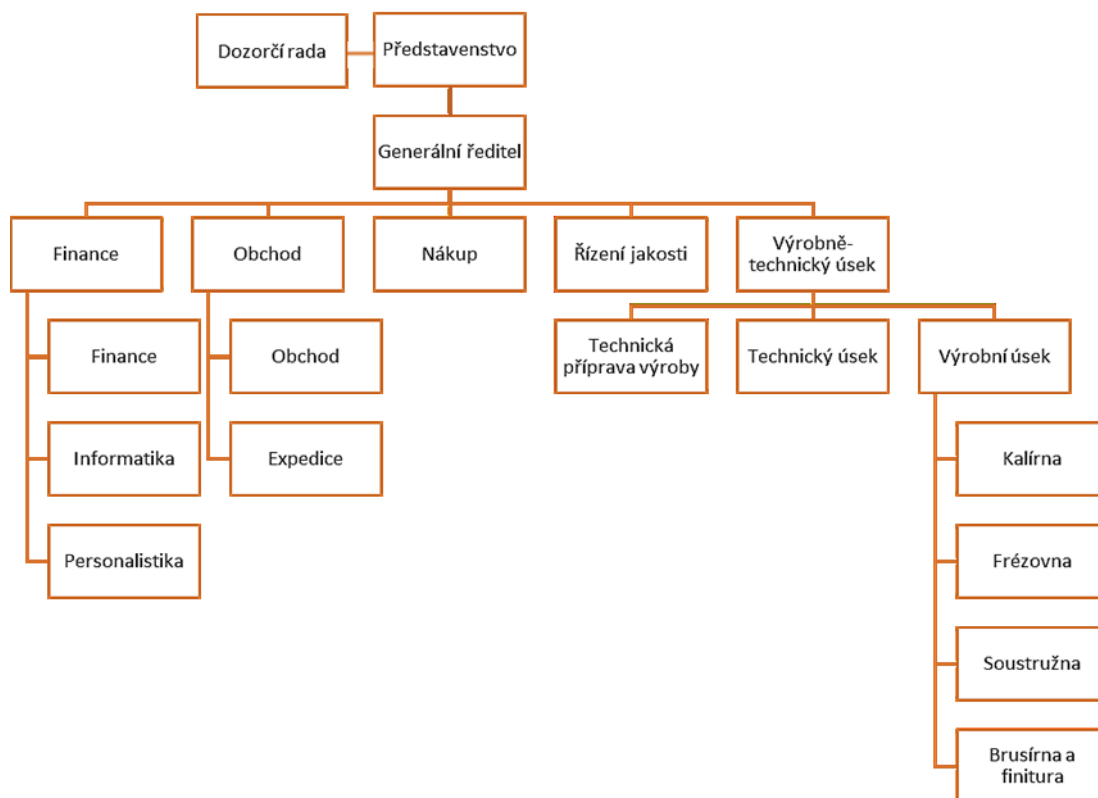 Dozorčí rada
Představenstvo
Generální ředitel
Finance
Obchod
Nákup
Řízení jakosti
Výrobně-
technický úsek
Finance
Obchod
Technická
příprava výroby
Technický úsek
Výrobní úsek
Informatika
Expedice
Kalírna
Personalistika
Frézovna
Soustružna
Brusírna a
finitura